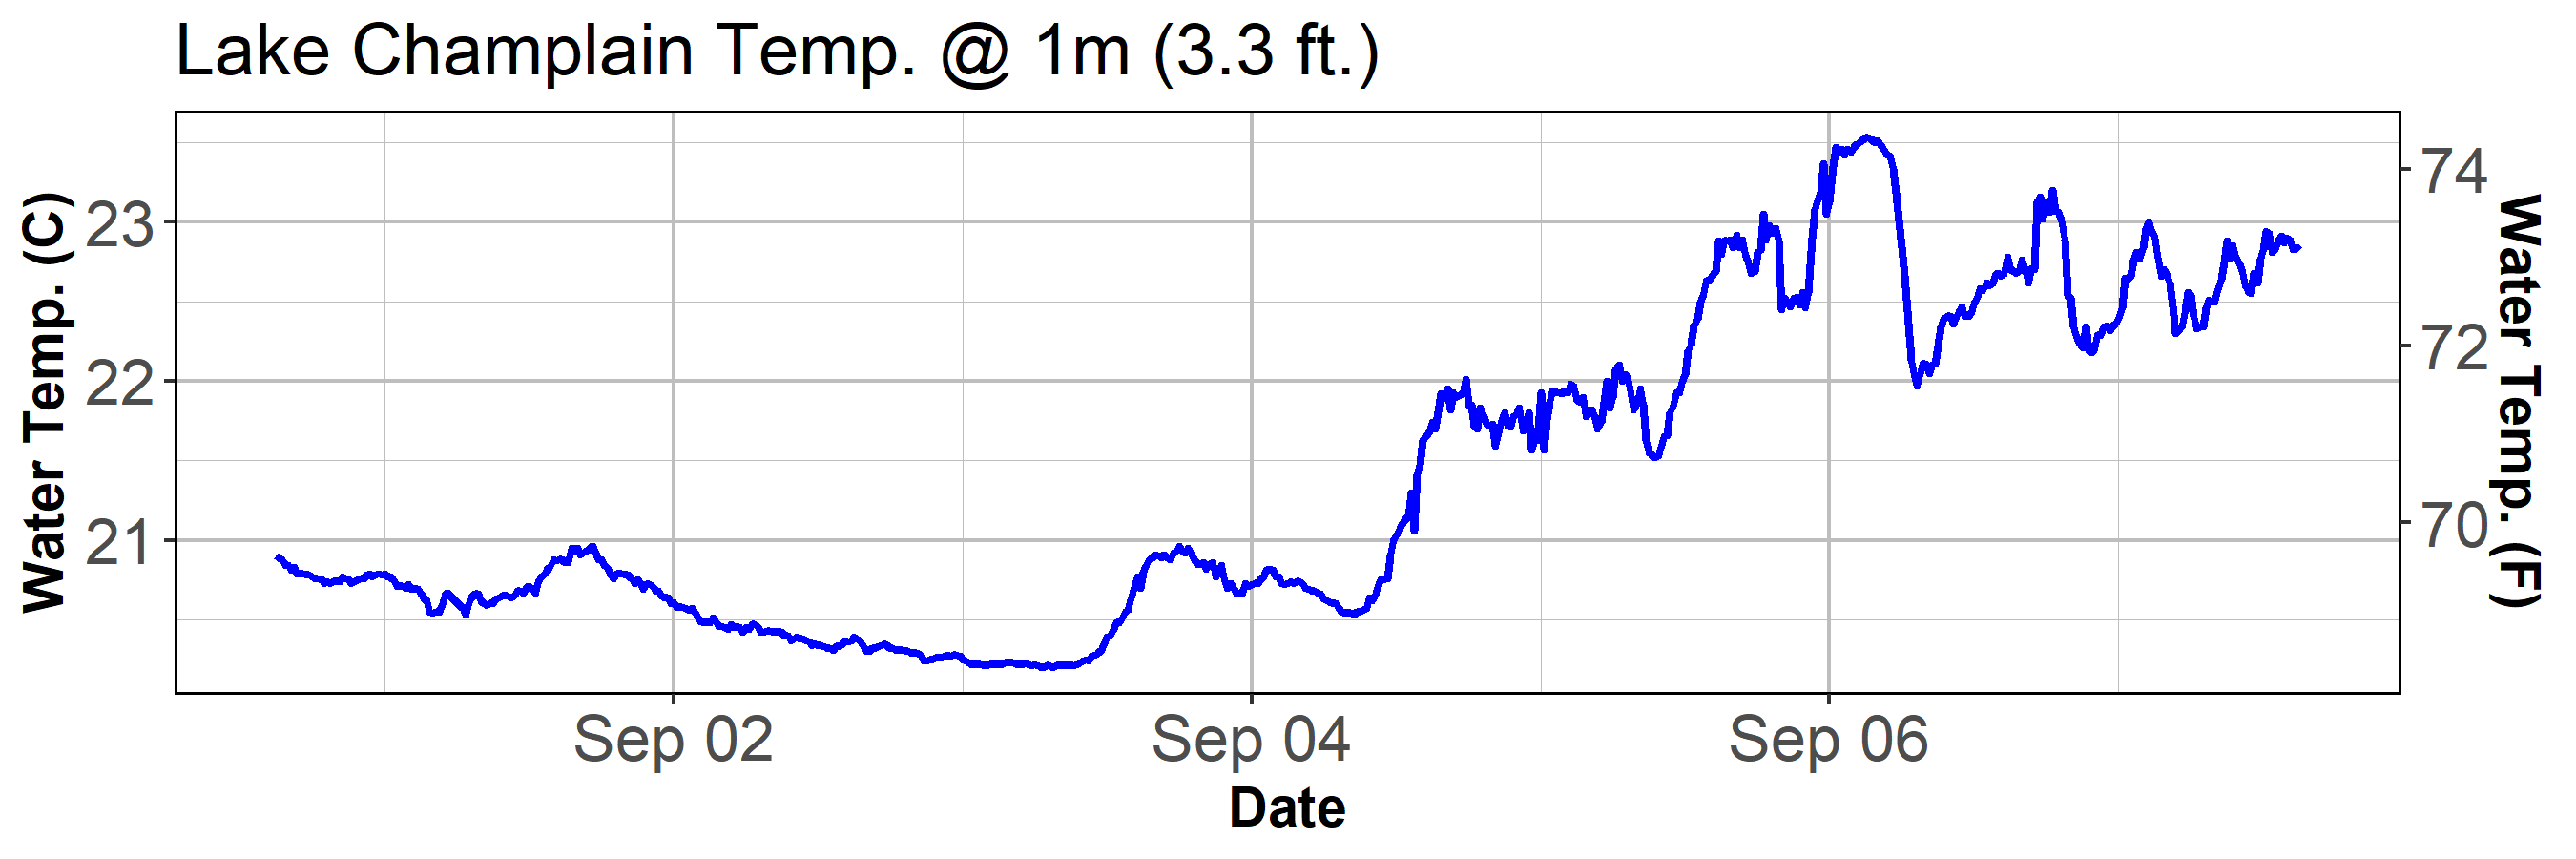 Lake Champlain Temp. @ 1m (3.3 ft.)
Water Temp. (C)
23
22
21
74
72
70
Water Temp. (F)
Sep 02
Sep 04
Sep 06
Date